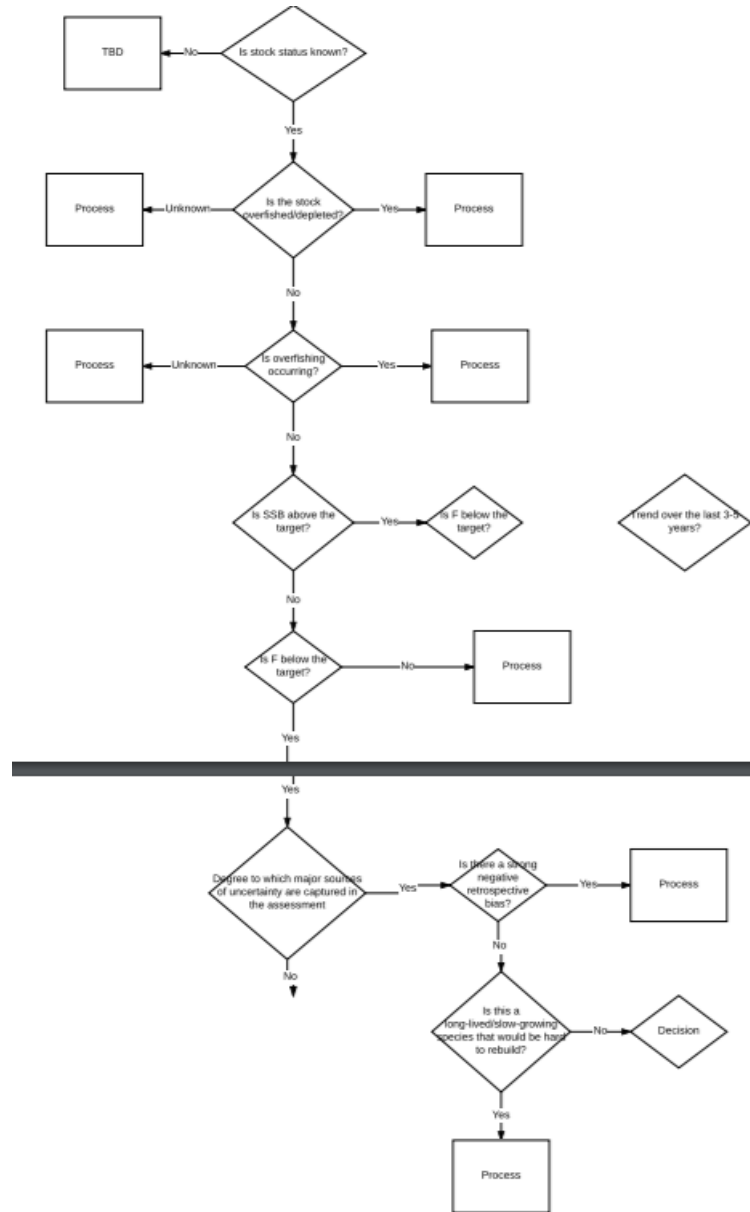 TBD
No
Is stock status known?
Yes
Process
Unknown
Is the stock
overfished/depleted?
Yes
Process
No
Process
Unknown
Is overfishing
occurring?
Yes
Process
No
Is SSB above the
target?
Yes
Is F below the
target?
Trend over the last 3-5
years?
No
Is F below the
target?
No
Process
Yes
Yes
Degree to which major sources
of uncertainty are captured in
the assessment
Yes
Is there a strong
negative
retrospective
bias?
Yes
Process
No
No
Is this a
long-lived/slow-growing
species that would be hard
to rebuild?
No
Decision
Yes
Process